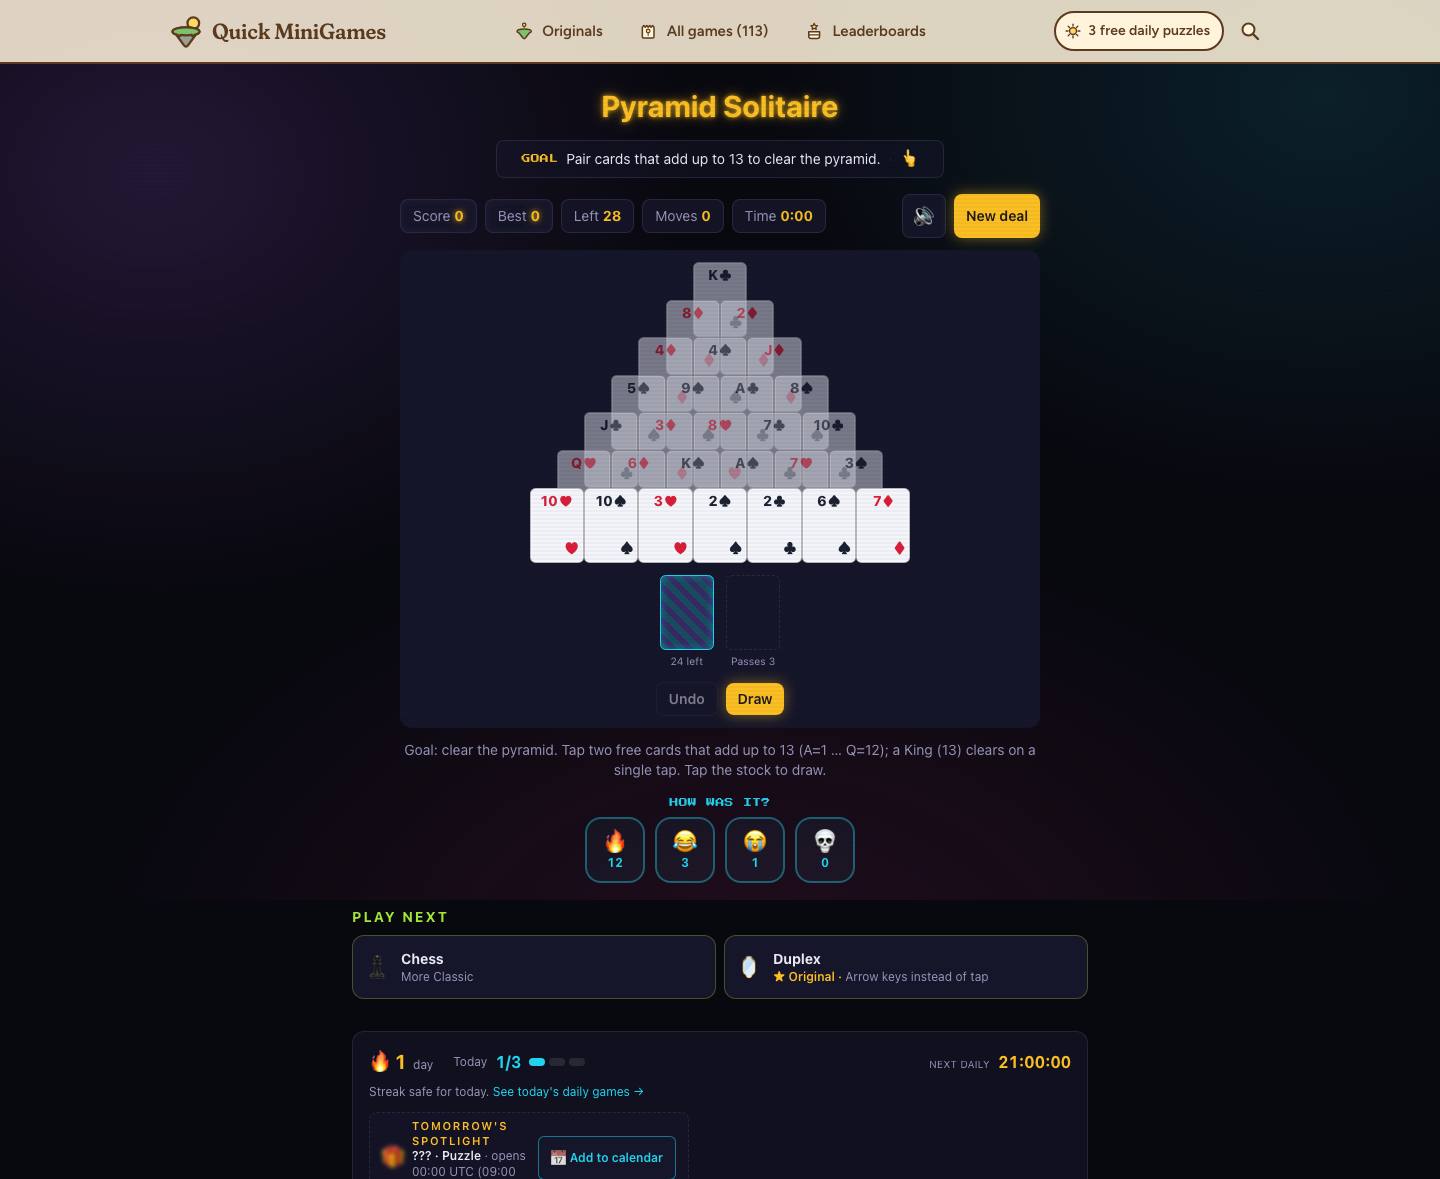 Quick MiniGames
Originals
All games (113)
Leaderboards
3 free daily puzzles
Pyramid Solitaire
GOAL Pair cards that add up to 13 to clear the pyramid.
Score 0
Best 0
Left 28
Moves 0
Time 0:00
New deal
K♣
8♦ 2♦
4♦ 4♠ J♦
5♠ 9♠ A♣ 8♠
J♣ 3♦ 8♥ 7♣ 10♣
Q♥ 6♦ K♠ A♠ 7♥ 3♠
10♥ 10♠ 3♥ 2♠ 2♣ 6♠ 7♦
24 left
Passes 3
Undo
Draw
Goal: clear the pyramid. Tap two free cards that add up to 13 (A=1 … Q=12); a King (13) clears on a
single tap. Tap the stock to draw.
HOW WAS IT?
12
3
1
0
PLAY NEXT
Chess
More Classic
Duplex
Original · Arrow keys instead of tap
1 day
Today 1/3
NEXT DAILY 21:00:00
Streak safe for today. See today's daily games →
TOMORROW'S
SPOTLIGHT
??? · Puzzle · opens
00:00 UTC (09:00
Add to calendar